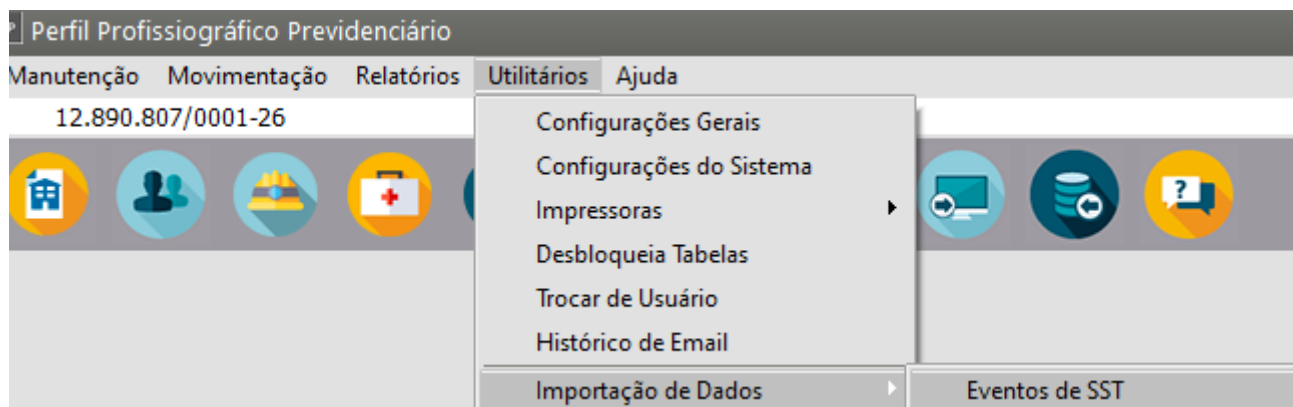 Perfil Profissiográfico Previdenciário
Manutenção Movimentação Relatórios Utilitários Ajuda
12.890.807/0001-26
Configurações Gerais
Configurações do Sistema
Impressoras
Desbloqueia Tabelas
Trocar de Usuário
Histórico de Email
Importação de Dados Eventos de SST
?